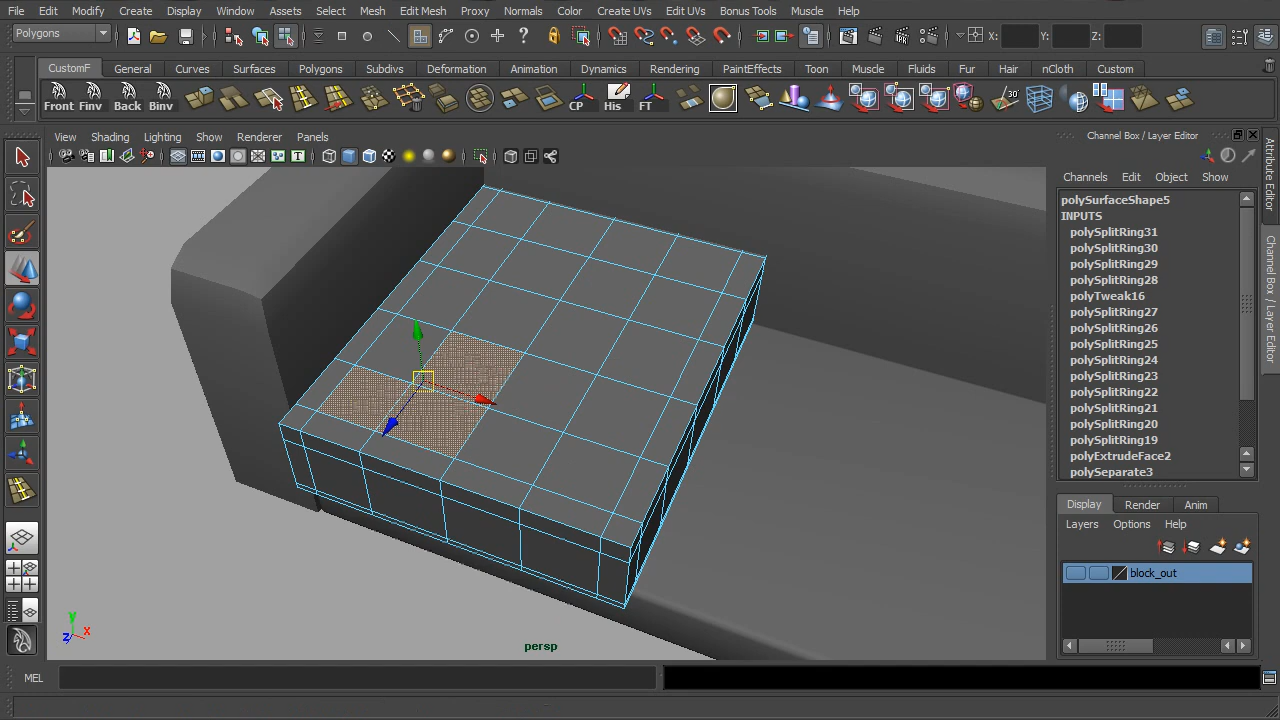 File Edit Modify Create Display Window Assets Select Mesh Edit Mesh Proxy Normals Color Create UVs Edit UVs Bonus Tools Muscle Help
Polygons X: Y: Z:
CustomF General Curves Surfaces Polygons Subdivs Deformation Animation Dynamics Rendering PaintEffects Toon Muscle Fluids Fur Hair nCloth Custom
Front Finv Back Binv CP His FT 30
View Shading Lighting Show Renderer Panels
Channel Box / Layer Editor
Channels Edit Object Show
polySurfaceShape5
INPUTS
polySplitRing31
polySplitRing30
polySplitRing29
polySplitRing28
polyTweak16
polySplitRing27
polySplitRing26
polySplitRing25
polySplitRing24
polySplitRing23
polySplitRing22
polySplitRing21
polySplitRing20
polySplitRing19
polyExtrudeFace2
polySeparate3
Attribute Editor
Channel Box / Layer Editor
Display Render Anim
Layers Options Help
block_out
y
z x
persp
MEL